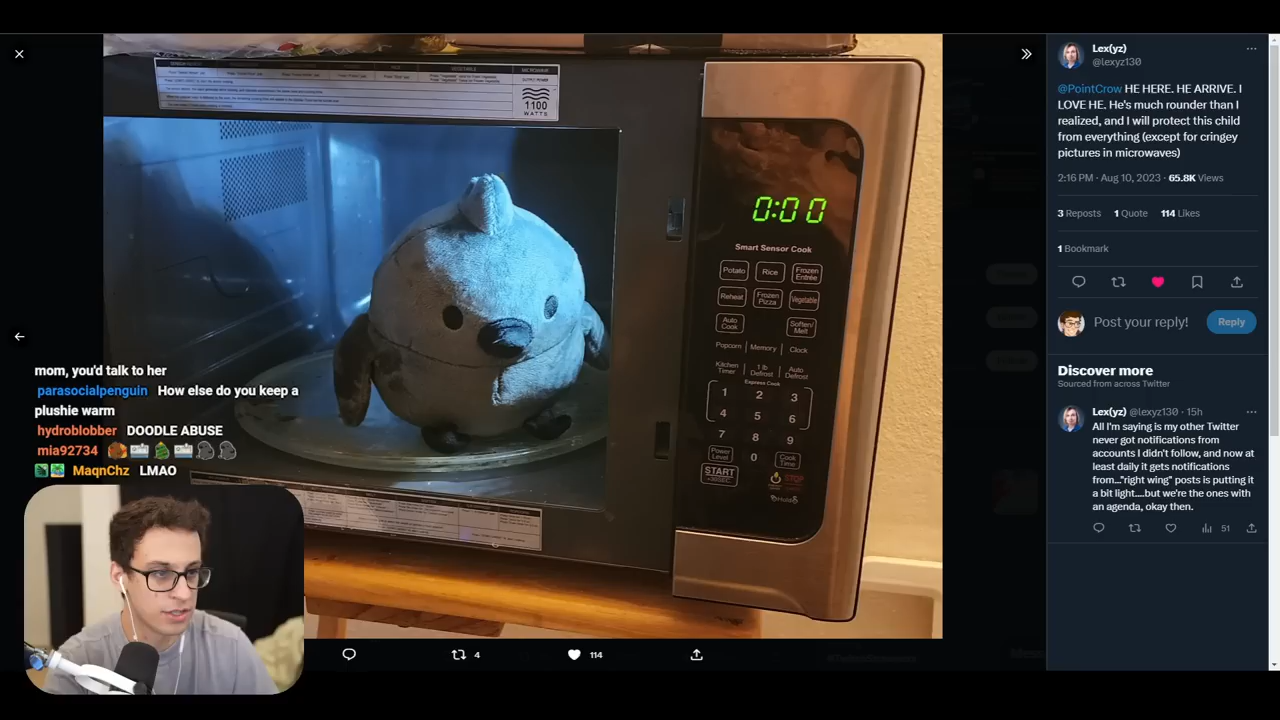 MICROWAVE
OUTPUT POWER
1100
WATTS
0:00
Smart Sensor Cook
Potato
Rice
Frozen
Entrée
Reheat
Frozen
Pizza
Vegetable
Auto
Cook
Soften/
Melt
Popcorn
Memory
Clock
Kitchen
Timer
1 lb
Defrost
Auto
Defrost
Express Cook
1
2
3
4
5
6
7
8
9
Power
Level
0
Cook
Time
START
+30SEC
STOP
mom, you'd talk to her
parasocialpenguin How else do you keep a
plushie warm
hydroblobber DOODLE ABUSE
mia92734
MaqnChz LMAO
4
114
Lex(yz)
@lexyz130
@PointCrow HE HERE. HE ARRIVE. I
LOVE HE. He's much rounder than I
realized, and I will protect this child
from everything (except for cringey
pictures in microwaves)
2:16 PM · Aug 10, 2023 · 65.8K Views
3 Reposts 1 Quote 114 Likes
1 Bookmark
Post your reply! Reply
Discover more
Sourced from across Twitter
Lex(yz) @lexyz130 · 15h
All I'm saying is my other Twitter
never got notifications from
accounts I didn't follow, and now at
least daily it gets notifications
from..."right wing" posts is putting it
a bit light....but we're the ones with
an agenda, okay then.
51